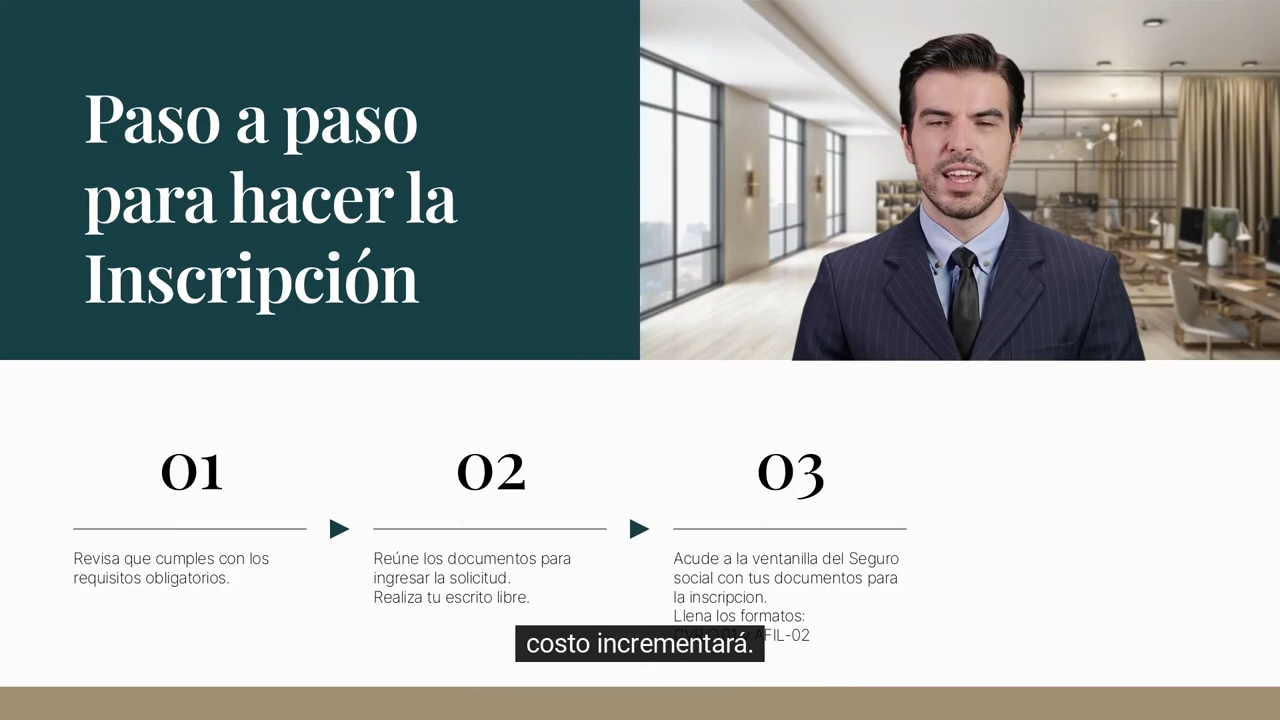 Paso a paso
para hacer la
Inscripción
01
02
03
Revisa que cumples con los
requisitos obligatorios.
Reúne los documentos para
ingresar la solicitud.
Realiza tu escrito libre.
Acude a la ventanilla del Seguro
social con tus documentos para
la inscripcion.
Llena los formatos:
AFIL-02
costo incrementará.